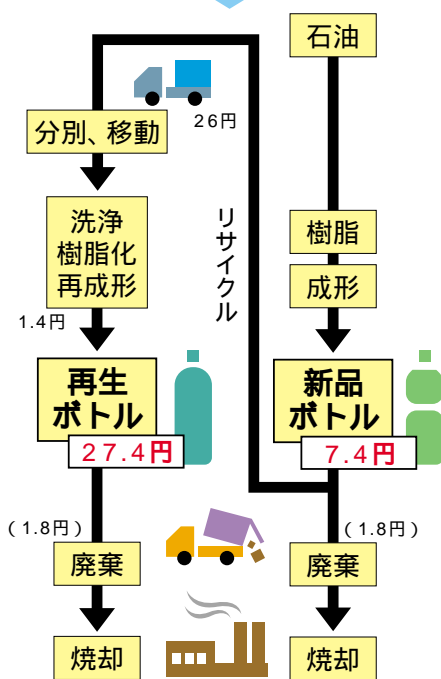 石油
26円
分別、移動
リサイクル
洗浄
樹脂化
再成形
1.4円
樹脂
成形
再生
ボトル
27.4円
新品
ボトル
7.4円
(1.8円)
(1.8円)
廃棄
廃棄
焼却
焼却